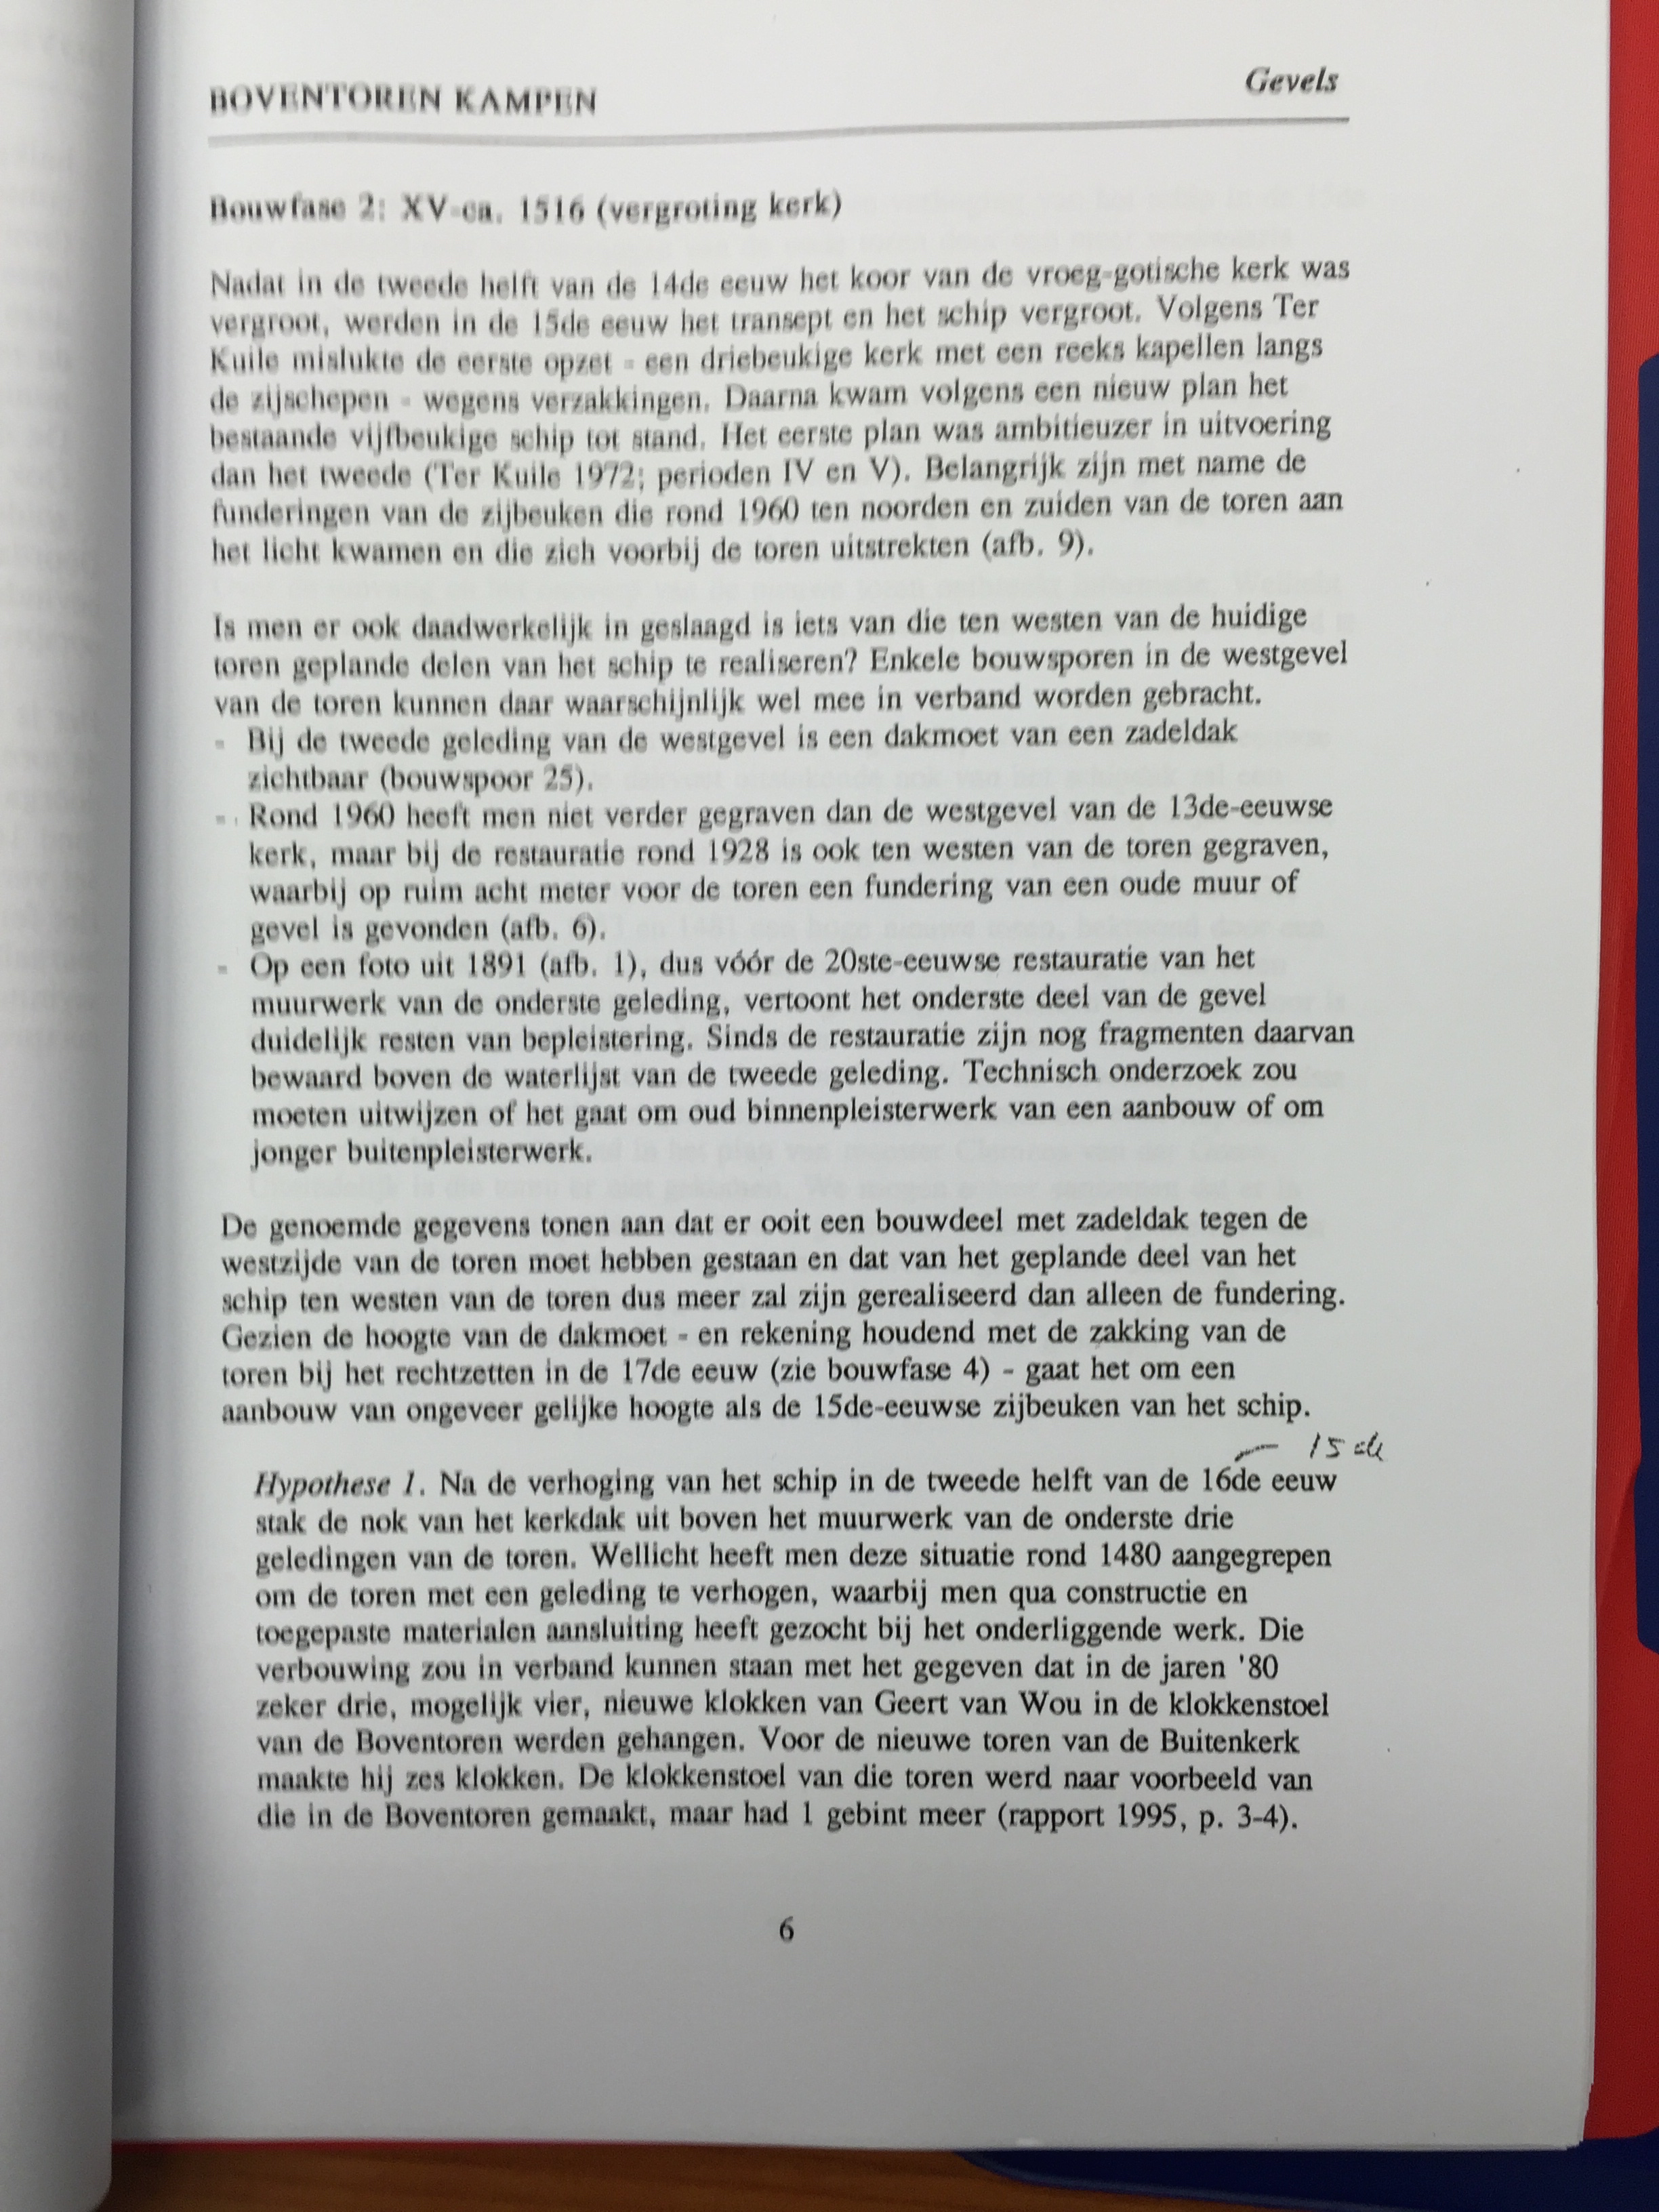 BOVENTOREN KAMPEN
Gevels
Bouwfase 2: XV-ca. 1516 (vergroting kerk)
Nadat in de tweede helft van de 14de eeuw het koor van de vroeg-gotische kerk was
vergroot, werden in de 15de eeuw het transept en het schip vergroot. Volgens Ter
Kuile mislukte de eerste opzet - een driebeukige kerk met een reeks kapellen langs
de zijschepen - wegens verzakkingen. Daarna kwam volgens een nieuw plan het
bestaande vijfbeukige schip tot stand. Het eerste plan was ambitieuzer in uitvoering
dan het tweede (Ter Kuile 1972; perioden IV en V). Belangrijk zijn met name de
funderingen van de zijbeuken die rond 1960 ten noorden en zuiden van de toren aan
het licht kwamen en die zich voorbij de toren uitstrekten (afb. 9).
Is men er ook daadwerkelijk in geslaagd is iets van die ten westen van de huidige
toren geplande delen van het schip te realiseren? Enkele bouwsporen in de westgevel
van de toren kunnen daar waarschijnlijk wel mee in verband worden gebracht.
- Bij de tweede geleding van de westgevel is een dakmoet van een zadeldak
zichtbaar (bouwspoor 25).
- Rond 1960 heeft men niet verder gegraven dan de westgevel van de 13de-eeuwse
kerk, maar bij de restauratie rond 1928 is ook ten westen van de toren gegraven,
waarbij op ruim acht meter voor de toren een fundering van een oude muur of
gevel is gevonden (afb. 6).
- Op een foto uit 1891 (afb. 1), dus vóór de 20ste-eeuwse restauratie van het
muurwerk van de onderste geleding, vertoont het onderste deel van de gevel
duidelijk resten van bepleistering. Sinds de restauratie zijn nog fragmenten daarvan
bewaard boven de waterlijst van de tweede geleding. Technisch onderzoek zou
moeten uitwijzen of het gaat om oud binnenpleisterwerk van een aanbouw of om
jonger buitenpleisterwerk.
De genoemde gegevens tonen aan dat er ooit een bouwdeel met zadeldak tegen de
westzijde van de toren moet hebben gestaan en dat van het geplande deel van het
schip ten westen van de toren dus meer zal zijn gerealiseerd dan alleen de fundering.
Gezien de hoogte van de dakmoet - en rekening houdend met de zakking van de
toren bij het rechtzetten in de 17de eeuw (zie bouwfase 4) - gaat het om een
aanbouw van ongeveer gelijke hoogte als de 15de-eeuwse zijbeuken van het schip.
15de
Hypothese 1. Na de verhoging van het schip in de tweede helft van de 16de eeuw
stak de nok van het kerkdak uit boven het muurwerk van de onderste drie
geledingen van de toren. Wellicht heeft men deze situatie rond 1480 aangegrepen
om de toren met een geleding te verhogen, waarbij men qua constructie en
toegepaste materialen aansluiting heeft gezocht bij het onderliggende werk. Die
verbouwing zou in verband kunnen staan met het gegeven dat in de jaren '80
zeker drie, mogelijk vier, nieuwe klokken van Geert van Wou in de klokkenstoel
van de Boventoren werden gehangen. Voor de nieuwe toren van de Buitenkerk
maakte hij zes klokken. De klokkenstoel van die toren werd naar voorbeeld van
die in de Boventoren gemaakt, maar had 1 gebint meer (rapport 1995, p. 3-4).
6